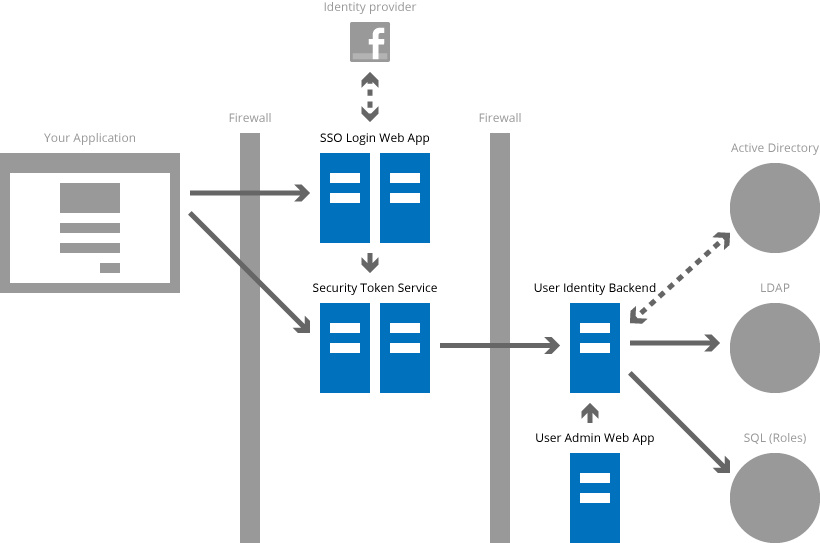 Identity provider
f
Firewall
Firewall
Your Application
SSO Login Web App
Active Directory
Security Token Service
User Identity Backend
LDAP
User Admin Web App
SQL (Roles)